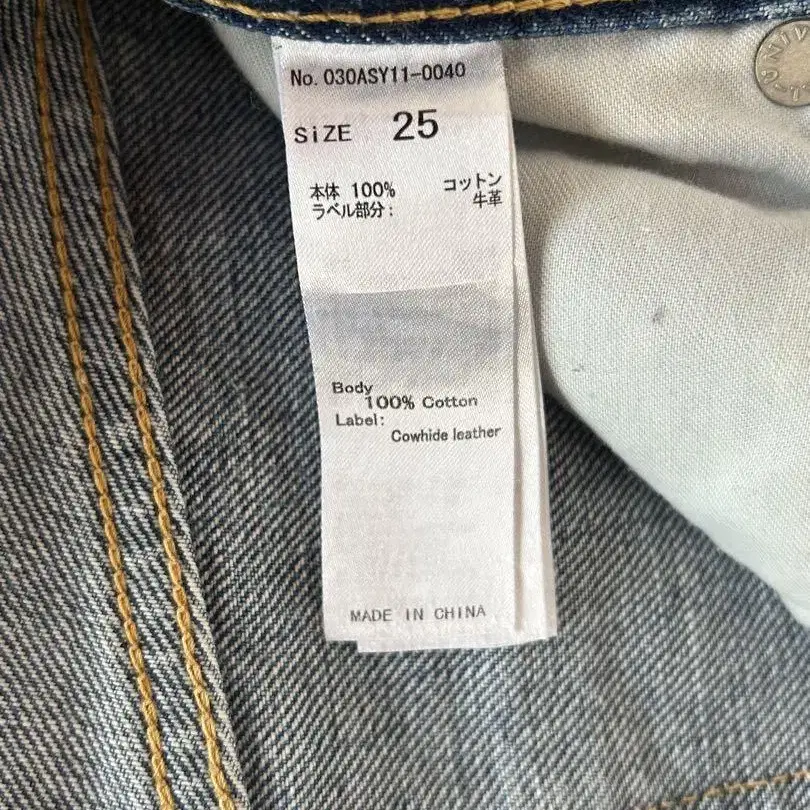 No. 030ASY11-0040
SiZE 25
本体 100% コットン
ラベル部分: 牛革
Body
100% Cotton
Label:
Cowhide leather
MADE IN CHINA